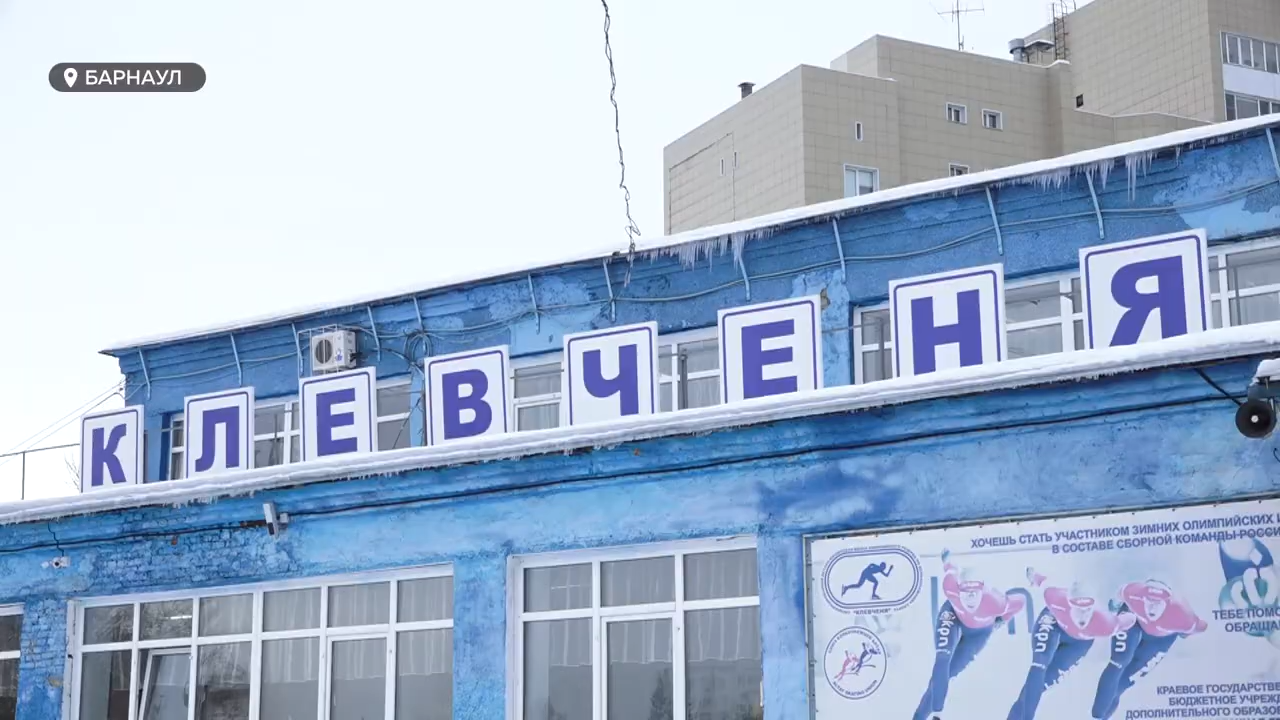 БАРНАУЛ
КЛЕВЧЕНЯ
ХОЧЕШЬ СТАТЬ УЧАСТНИКОМ ЗИМНИХ ОЛИМПИЙСКИХ
В СОСТАВЕ СБОРНОЙ КОМАНДЫ
"КЛЕВЧЕНЯ"
ТЕБЕ
КРАЕВОЕ
БЮДЖЕТНОЕ
ДОПОЛНИТЕЛЬНОГО